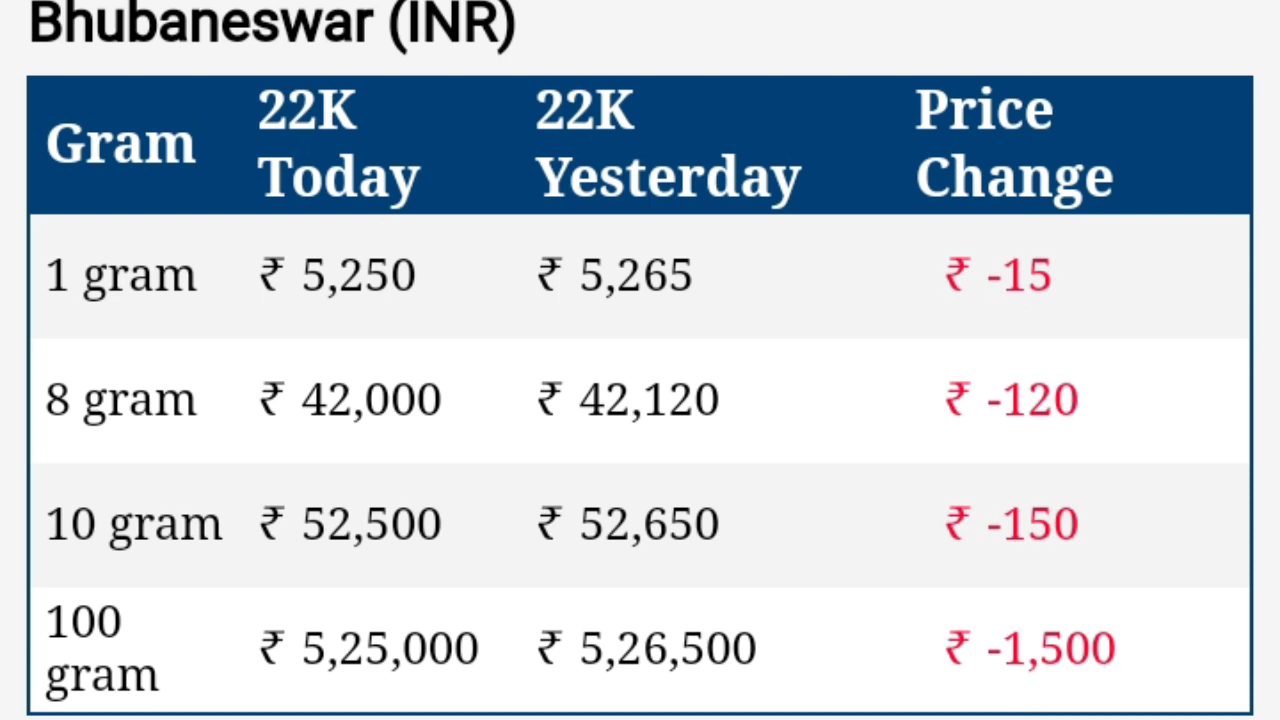 Bhubaneswar (INR)
Gram 22K Today 22K Yesterday Price Change
1 gram ₹ 5,250 ₹ 5,265 ₹ -15
8 gram ₹ 42,000 ₹ 42,120 ₹ -120
10 gram ₹ 52,500 ₹ 52,650 ₹ -150
100 gram ₹ 5,25,000 ₹ 5,26,500 ₹ -1,500